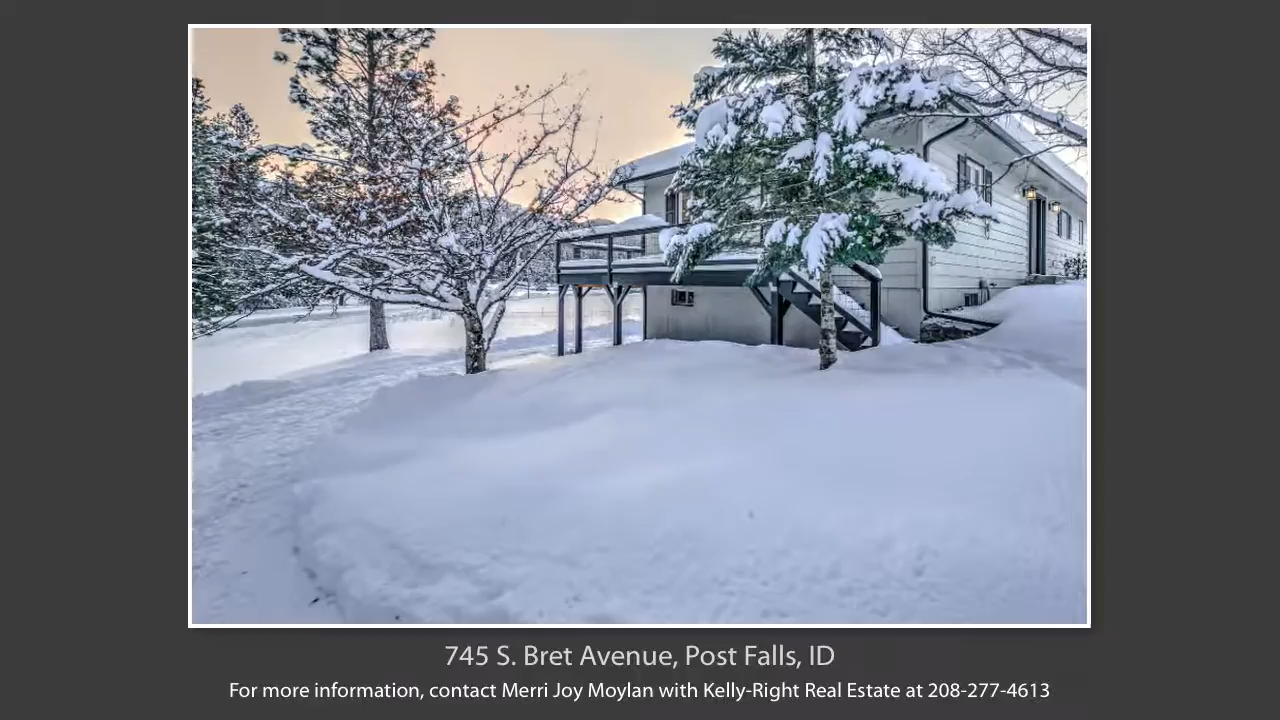 745 S. Bret Avenue, Post Falls, ID
For more information, contact Merri Joy Moylan with Kelly-Right Real Estate at 208-277-4613